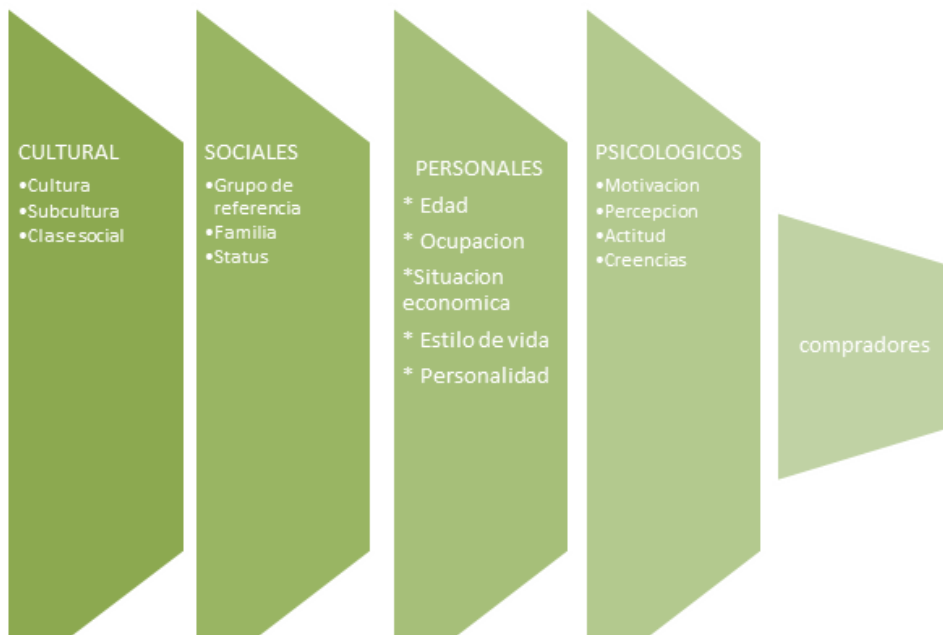 CULTURAL
•Cultura
•Subcultura
•Clase social
SOCIALES
•Grupo de
referencia
•Familia
•Status
PERSONALES
* Edad
* Ocupacion
*Situacion
economica
* Estilo de vida
* Personalidad
PSICOLOGICOS
•Motivacion
•Percepcion
•Actitud
•Creencias
compradores